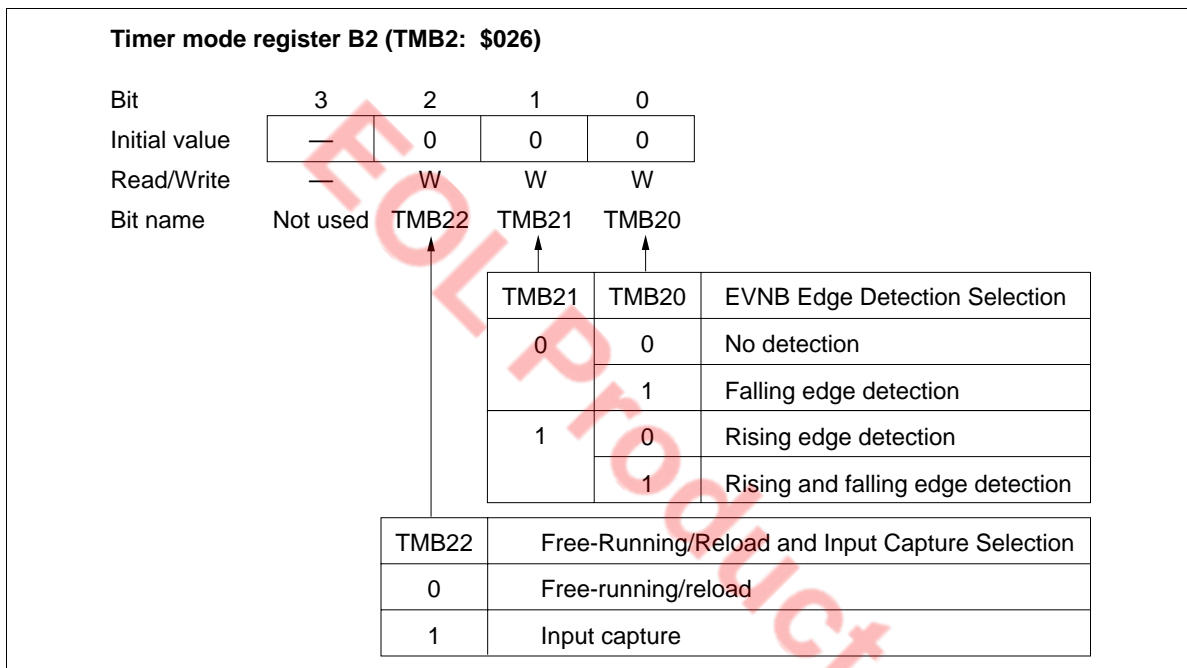 Timer mode register B2 (TMB2: $026)
Bit 3 2 1 0
Initial value — 0 0 0
Read/Write — W W W
Bit name Not used TMB22 TMB21 TMB20
TMB21 TMB20 EVNB Edge Detection Selection
0 0 No detection
1 Falling edge detection
1 0 Rising edge detection
1 Rising and falling edge detection
TMB22 Free-Running/Reload and Input Capture Selection
0 Free-running/reload
1 Input capture
EOL Product